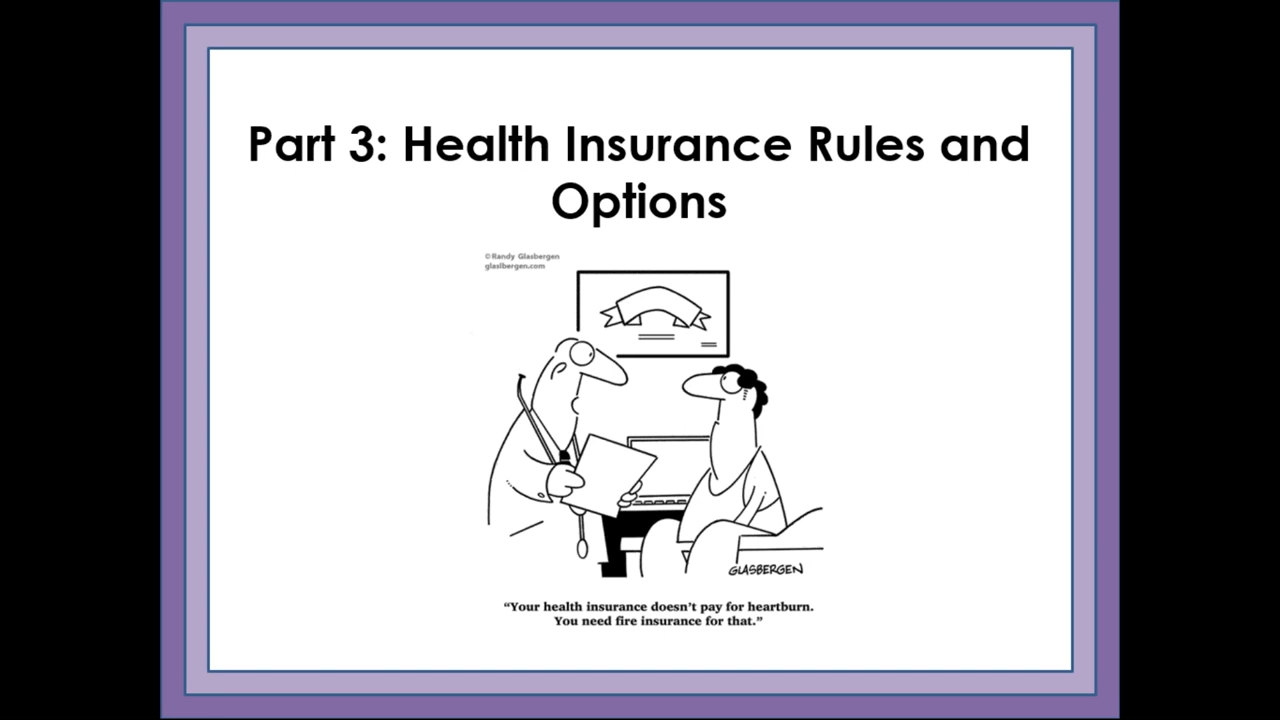 Part 3: Health Insurance Rules and
Options
© Randy Glasbergen
glaslbergen.com
GLASBERGEN
“Your health insurance doesn’t pay for heartburn.
You need fire insurance for that.”